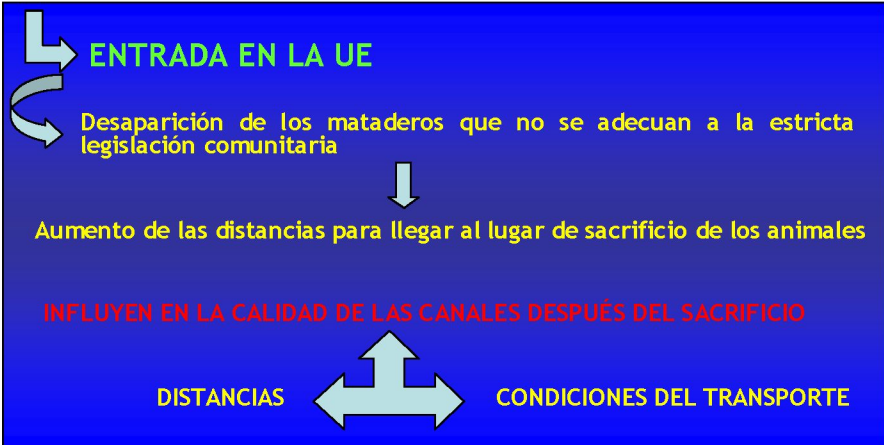 ENTRADA EN LA UE
Desaparición de los mataderos que no se adecuan a la estricta
legislación comunitaria
Aumento de las distancias para llegar al lugar de sacrificio de los animales
INFLUYEN EN LA CALIDAD DE LAS CANALES DESPUÉS DEL SACRIFICIO
DISTANCIAS
CONDICIONES DEL TRANSPORTE